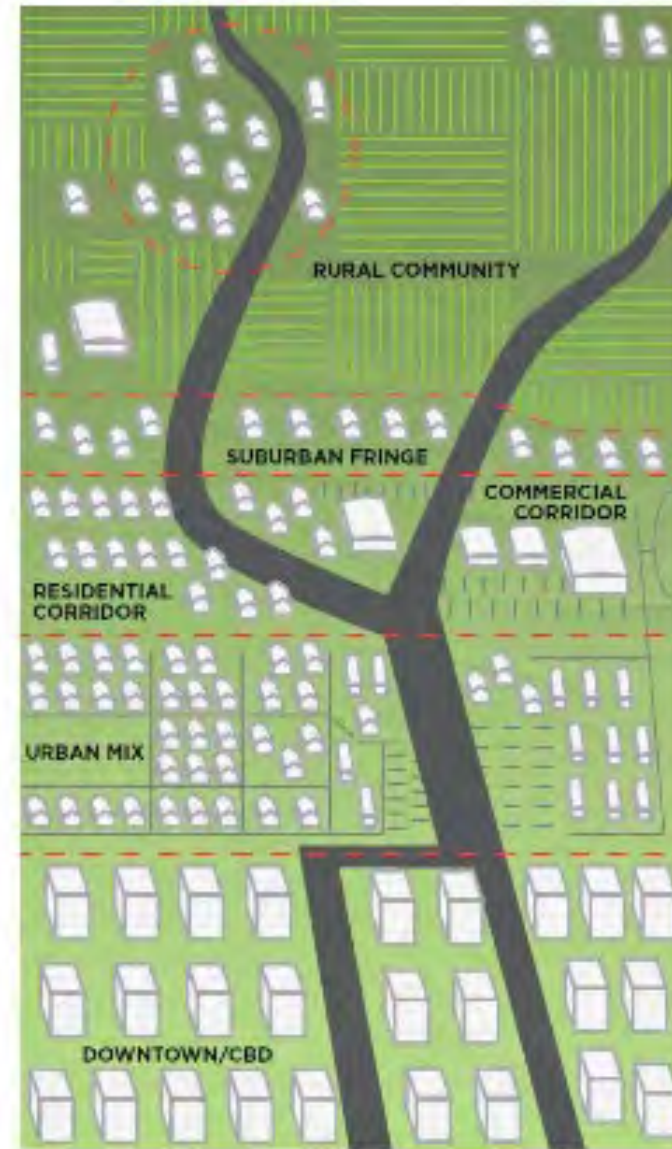 RURAL COMMUNITY
SUBURBAN FRINGE
COMMERCIAL
CORRIDOR
RESIDENTIAL
CORRIDOR
URBAN MIX
DOWNTOWN/CBD